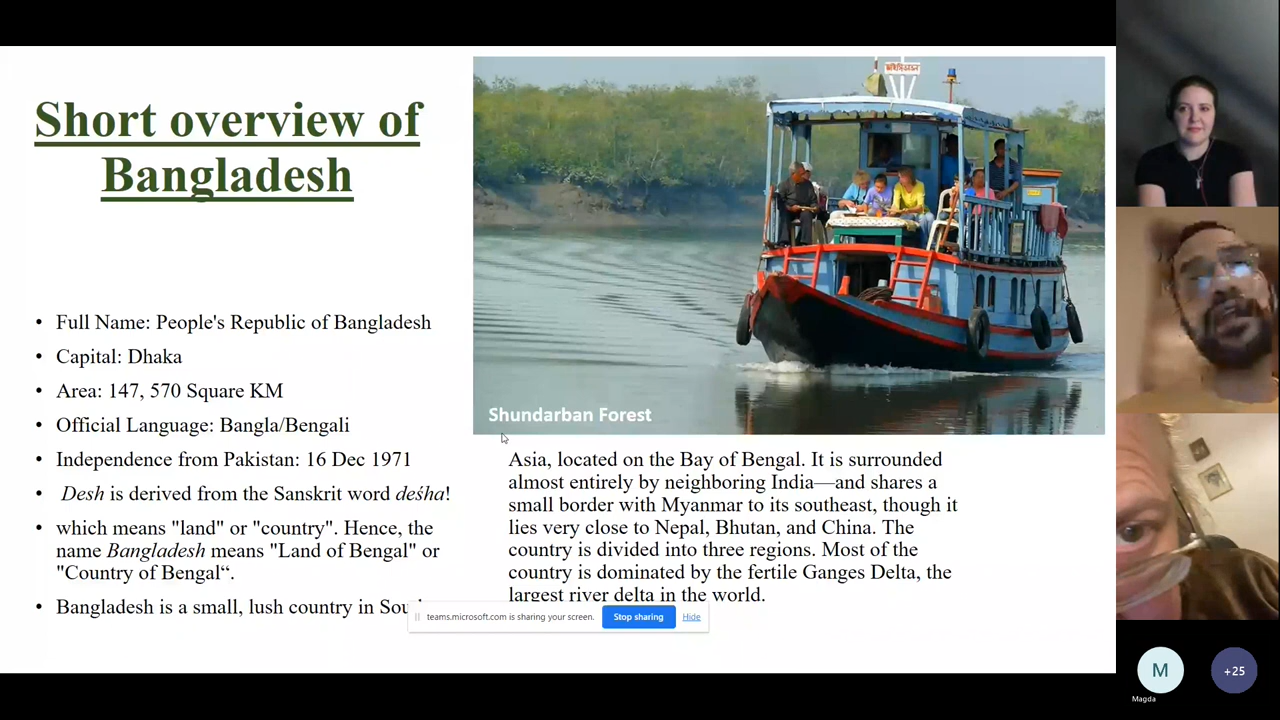 Short overview of
Bangladesh
• Full Name: People's Republic of Bangladesh
• Capital: Dhaka
• Area: 147, 570 Square KM
• Official Language: Bangla/Bengali
• Independence from Pakistan: 16 Dec 1971
• Desh is derived from the Sanskrit word deśha!
• which means "land" or "country". Hence, the
name Bangladesh means "Land of Bengal" or
"Country of Bengal“.
• Bangladesh is a small, lush country in
Shundarban Forest
Asia, located on the Bay of Bengal. It is surrounded
almost entirely by neighboring India—and shares a
small border with Myanmar to its southeast, though it
lies very close to Nepal, Bhutan, and China. The
country is divided into three regions. Most of the
country is dominated by the fertile Ganges Delta, the
largest river delta in the world.
teams.microsoft.com is sharing your screen. Stop sharing Hide
M +25
Magda